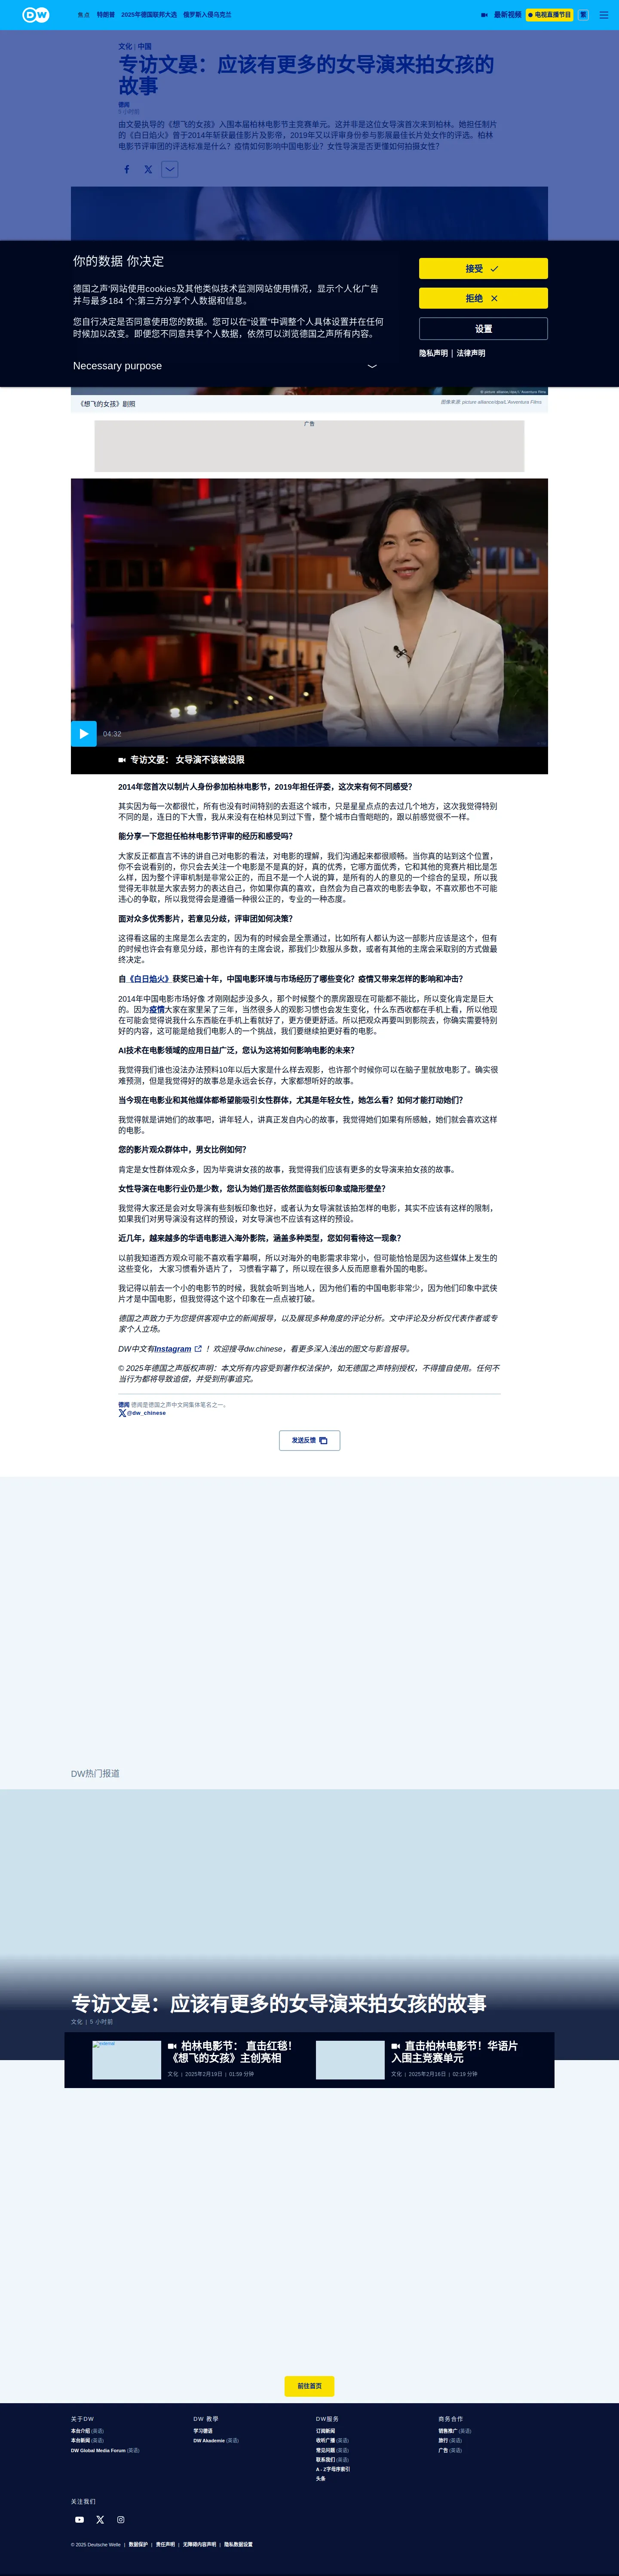 DW
焦点 特朗普 2025年德国联邦大选 俄罗斯入侵乌克兰
最新视频 电视直播节目 繁
文化 | 中国
专访文晏：应该有更多的女导演来拍女孩的
故事
德闻
5 小时前
由文晏执导的《想飞的女孩》入围本届柏林电影节主竞赛单元。这并非是这位女导演首次来到柏林。她担任制片
的《白日焰火》曾于2014年斩获最佳影片及影帝，2019年又以评审身份参与影展最佳长片处女作的评选。柏林
电影节评审团的评选标准是什么？疫情如何影响中国电影业？女性导演是否更懂如何拍摄女性？
你的数据 你决定
德国之声"网站使用cookies及其他类似技术监测网站使用情况，显示个人化广告
并与最多184 个;第三方分享个人数据和信息。
您自行决定是否同意使用您的数据。您可以在"设置"中调整个人具体设置并在任何
时候加以改变。即便您不同意共享个人数据，依然可以浏览德国之声所有内容。
Necessary purpose
接受
拒绝
设置
隐私声明 | 法律声明
© picture alliance/dpa/L'Avventura Films
《想飞的女孩》剧照
图像来源: picture alliance/dpa/L'Avventura Films
广告
04:32
专访文晏： 女导演不该被设限
2014年您首次以制片人身份参加柏林电影节，2019年担任评委，这次来有何不同感受？
其实因为每一次都很忙，所有也没有时间特别的去逛这个城市，只是星星点点的去过几个地方，这次我觉得特别
不同的是，连日的下大雪，我从来没有在柏林见到过下雪，整个城市白雪皑皑的，跟以前感觉很不一样。
能分享一下您担任柏林电影节评审的经历和感受吗？
大家反正都直言不讳的讲自己对电影的看法，对电影的理解，我们沟通起来都很顺畅。当你真的站到这个位置，
你不会说看别的，你只会去关注一个电影是不是真的好，真的优秀，它哪方面优秀，它和其他的竞赛片相比是怎
么样，因为整个评审机制是非常公正的，而且不是一个人说的算，是所有所有人的意见的一个综合的呈现，所以我
觉得无非就是大家去努力的表达自己，你如果你真的喜欢，自然会为自己喜欢的电影去争取，不喜欢那也不可能
违心的争取，所以我觉得会是遵循一种很公正的，专业的一种态度。
面对众多优秀影片，若意见分歧，评审团如何决策？
这得看这届的主席是怎么去定的，因为有的时候会是全票通过，比如所有人都认为这一部影片应该是这个，但有
的时候也许会有意见分歧，那也许有的主席会说，那我们少数服从多数，或者有其他的主席会采取别的方式做最
终决定。
自《白日焰火》获奖已逾十年，中国电影环境与市场经历了哪些变化？疫情又带来怎样的影响和冲击？
2014年中国电影市场好像 才刚刚起步没多久，那个时候整个的票房跟现在可能都不能比，所以变化肯定是巨大
的。因为疫情大家在家里呆了三年，当然很多人的观影习惯也会发生变化，什么东西收都在手机上看，所以他现
在可能会觉得说我什么东西能在手机上看就好了，更方便更舒适。所以把观众再要叫到影院去，你确实需要特别
好的内容，这可能是给我们电影人的一个挑战，我们要继续拍更好看的电影。
AI技术在电影领域的应用日益广泛，您认为这将如何影响电影的未来？
我觉得我们谁也没法办法预料10年以后大家是什么样去观影，也许那个时候你可以在脑子里就放电影了。确实很
难预测，但是我觉得好的故事总是永远会长存，大家都想听好的故事。
当今现在电影业和其他媒体都希望能吸引女性群体，尤其是年轻女性，她怎么看？如何才能打动她们？
我觉得就是讲她们的故事吧，讲年轻人，讲真正发自内心的故事，我觉得她们如果有所感触，她们就会喜欢这样
的电影。
您的影片观众群体中，男女比例如何？
肯定是女性群体观众多，因为毕竟讲女孩的故事，我觉得我们应该有更多的女导演来拍女孩的故事。
女性导演在电影行业仍是少数，您认为她们是否依然面临刻板印象或隐形壁垒？
我觉得大家还是会对女导演有些刻板印象也好，或者认为女导演就该拍怎样的电影，其实不应该有这样的限制，
如果我们对男导演没有这样的预设，对女导演也不应该有这样的预设。
近几年，越来越多的华语电影进入海外影院，涵盖多种类型，您如何看待这一现象？
以前我知道西方观众可能不喜欢看字幕啊，所以对海外的电影需求非常小，但可能恰恰是因为这些媒体上发生的
这些变化， 大家习惯看外语片了， 习惯看字幕了，所以现在很多人反而愿意看外国的电影。
我记得以前去一个小的电影节的时候，我就会听到当地人，因为他们看的中国电影非常少，因为他们印象中武侠
片才是中国电影，但我觉得这个这个印象在一点点被打破。
德国之声致力于为您提供客观中立的新闻报导，以及展现多种角度的评论分析。文中评论及分析仅代表作者或专
家个人立场。
DW中文有Instagram ！欢迎搜寻dw.chinese，看更多深入浅出的图文与影音报导。
© 2025年德国之声版权声明：本文所有内容受到著作权法保护，如无德国之声特别授权，不得擅自使用。任何不
当行为都将导致追偿，并受到刑事追究。
德闻 德闻是德国之声中文网集体笔名之一。
@dw_chinese
发送反馈
DW热门报道
专访文晏：应该有更多的女导演来拍女孩的故事
文化 | 5 小时前
柏林电影节： 直击红毯！
《想飞的女孩》主创亮相
文化 | 2025年2月19日 | 01:59 分钟
直击柏林电影节！华语片
入围主竞赛单元
文化 | 2025年2月16日 | 02:19 分钟
前往首页
关于DW
本台介绍 (英语)
本台新闻 (英语)
DW Global Media Forum (英语)
DW 教學
学习德语
DW Akademie (英语)
DW服务
订阅新闻
收听广播 (英语)
常见问题 (英语)
联系我们 (英语)
A - Z字母序索引
头条
商务合作
销售推广 (英语)
旅行 (英语)
广告 (英语)
关注我们
© 2025 Deutsche Welle | 数据保护 | 责任声明 | 无障碍内容声明 | 隐私数据设置